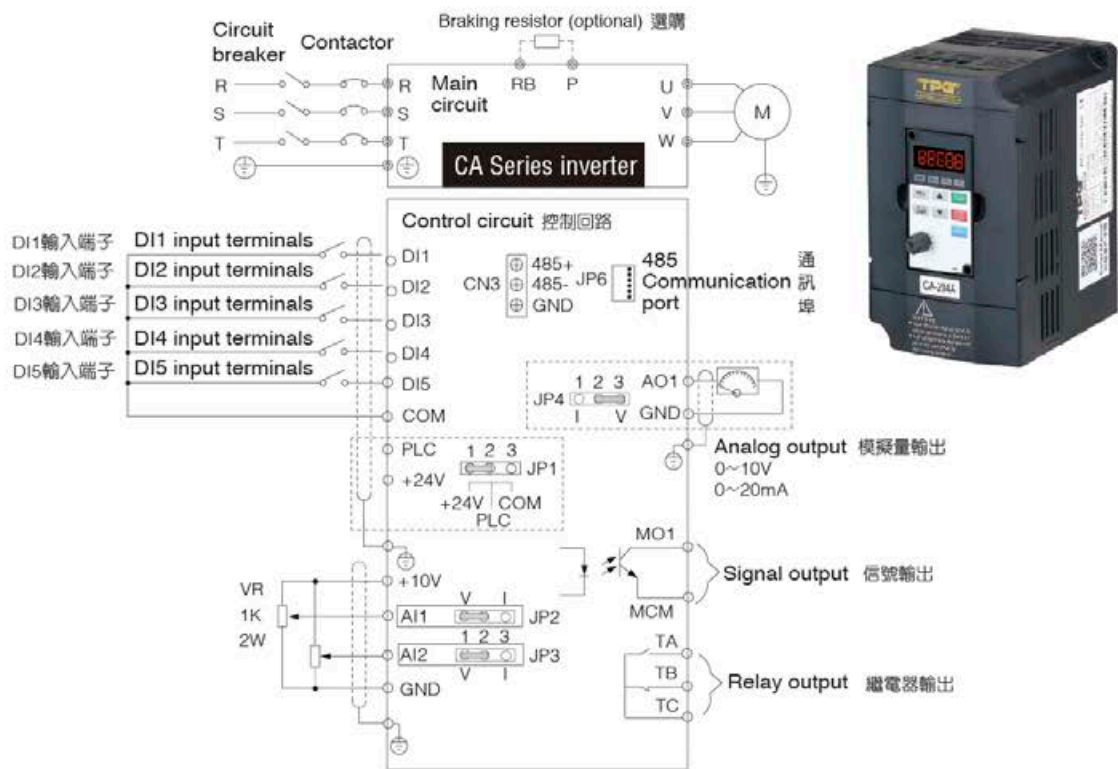 Braking resistor (optional) 選購
Circuit breaker
Contactor
R
S
T
R
S
T
Main circuit
RB
P
U
V
W
M
CA Series inverter
TPG
CA-204A
Control circuit 控制回路
DI1輸入端子 DI1 input terminals
DI1
DI2輸入端子 DI2 input terminals
DI2
DI3輸入端子 DI3 input terminals
DI3
DI4輸入端子 DI4 input terminals
DI4
DI5輸入端子 DI5 input terminals
DI5
COM
CN3
485+
485-
GND
JP6
485 Communication port
通訊埠
JP4
1 2 3
I V
AO1
GND
Analog output 模擬量輸出
0～10V
0～20mA
PLC
+24V
1 2 3
JP1
+24V COM
PLC
MO1
MCM
Signal output 信號輸出
VR
1K
2W
+10V
AI1
V I
JP2
1 2 3
AI2
JP3
V I
GND
TA
TB
TC
Relay output 繼電器輸出